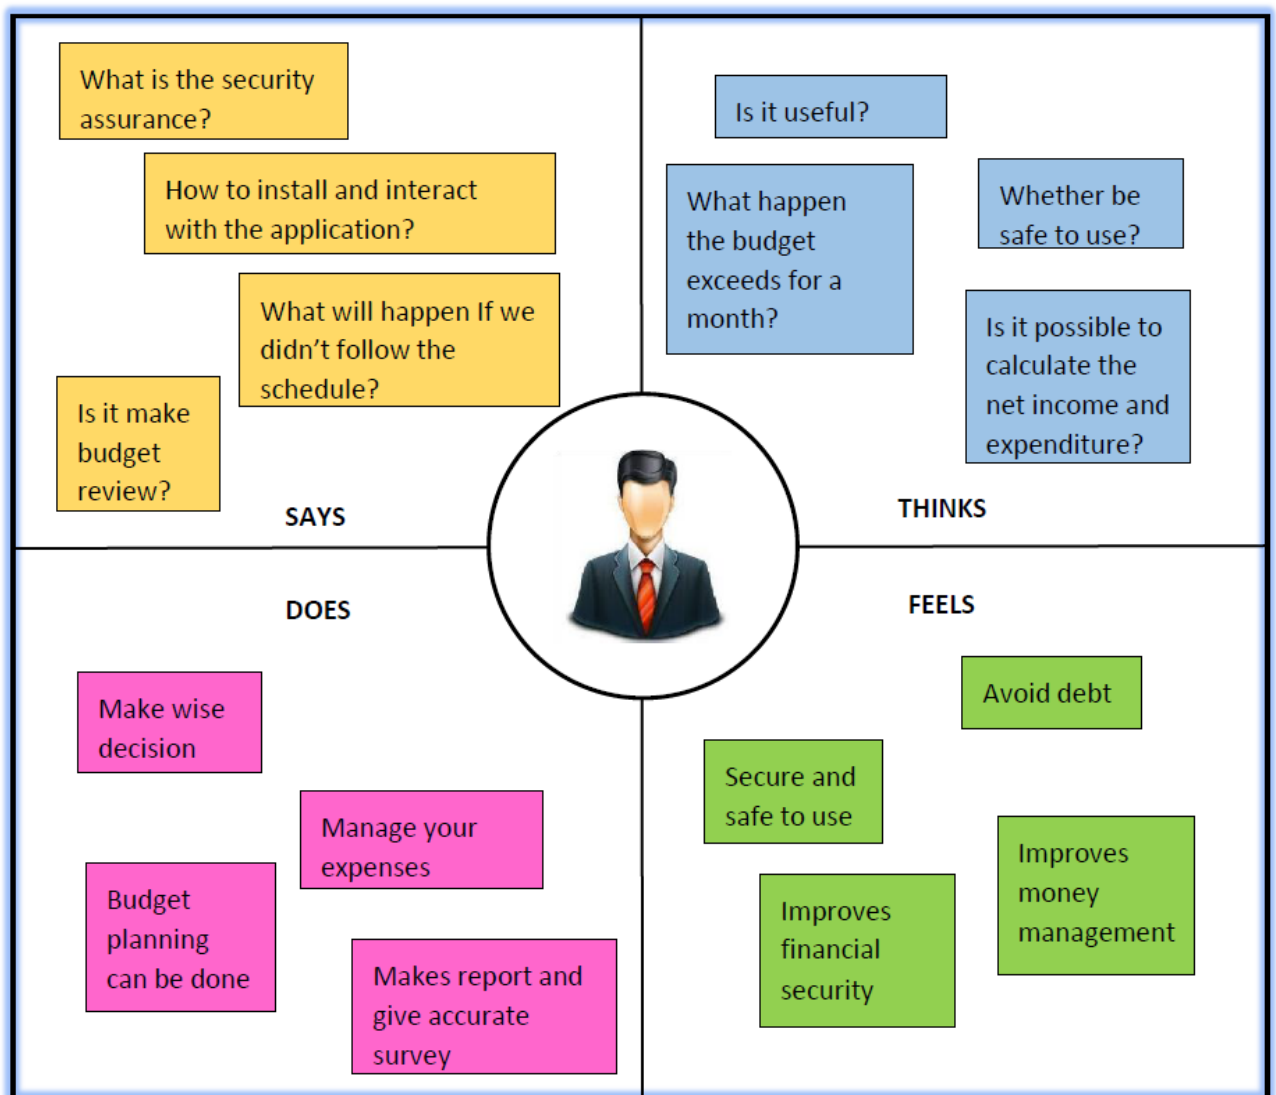 What is the security
assurance?
How to install and interact
with the application?
What will happen If we
didn’t follow the
schedule?
Is it make
budget
review?
SAYS
Is it useful?
What happen
the budget
exceeds for a
month?
Whether be
safe to use?
Is it possible to
calculate the
net income and
expenditure?
THINKS
DOES
Make wise
decision
Manage your
expenses
Budget
planning
can be done
Makes report and
give accurate
survey
FEELS
Avoid debt
Secure and
safe to use
Improves
money
management
Improves
financial
security